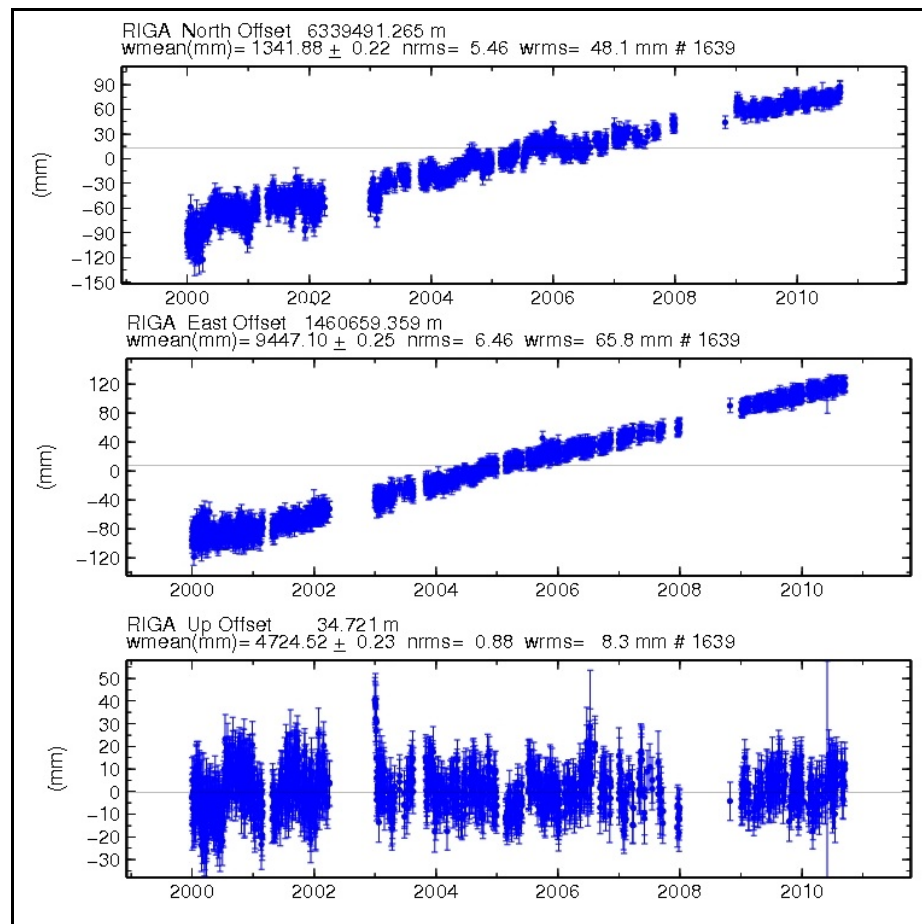 RIGA North Offset 6339491.265 m
wmean(mm)= 1341.88 ± 0.22 nrms= 5.46 wrms= 48.1 mm # 1639
90
60
30
0
−30
−60
−90
−120
−150
(mm)
2000 2002 2004 2006 2008 2010
RIGA East Offset 1460659.359 m
wmean(mm)= 9447.10 ± 0.25 nrms= 6.46 wrms= 65.8 mm # 1639
120
80
40
0
−40
−80
−120
(mm)
2000 2002 2004 2006 2008 2010
RIGA Up Offset 34.721 m
wmean(mm)= 4724.52 ± 0.23 nrms= 0.88 wrms= 8.3 mm # 1639
50
40
30
20
10
0
−10
−20
−30
(mm)
2000 2002 2004 2006 2008 2010